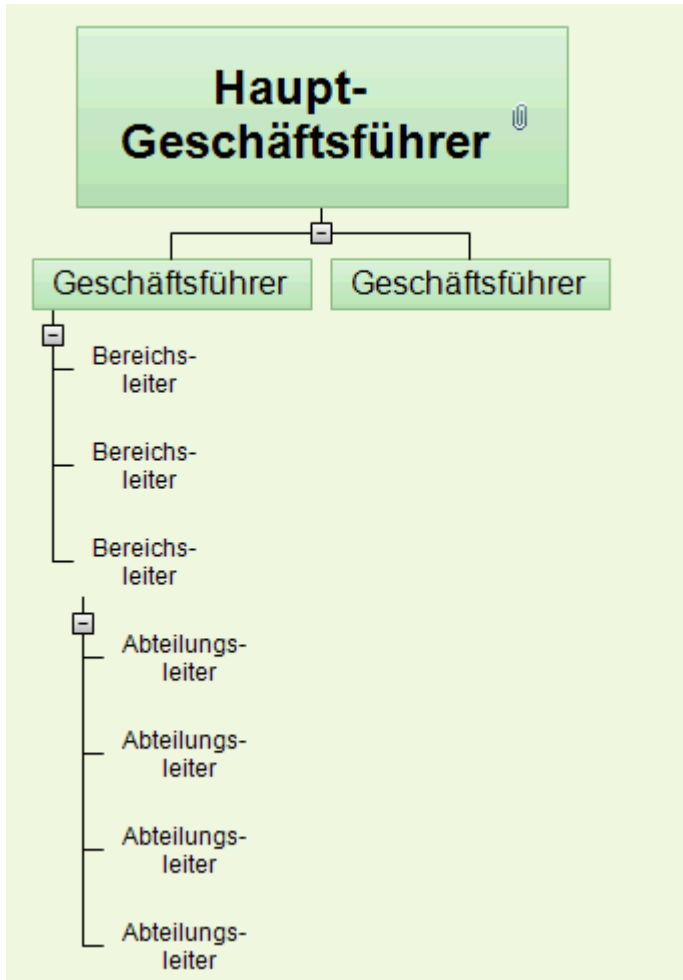 Haupt-
Geschäftsführer
Geschäftsführer
Geschäftsführer
Bereichs-
leiter
Bereichs-
leiter
Bereichs-
leiter
Abteilungs-
leiter
Abteilungs-
leiter
Abteilungs-
leiter
Abteilungs-
leiter